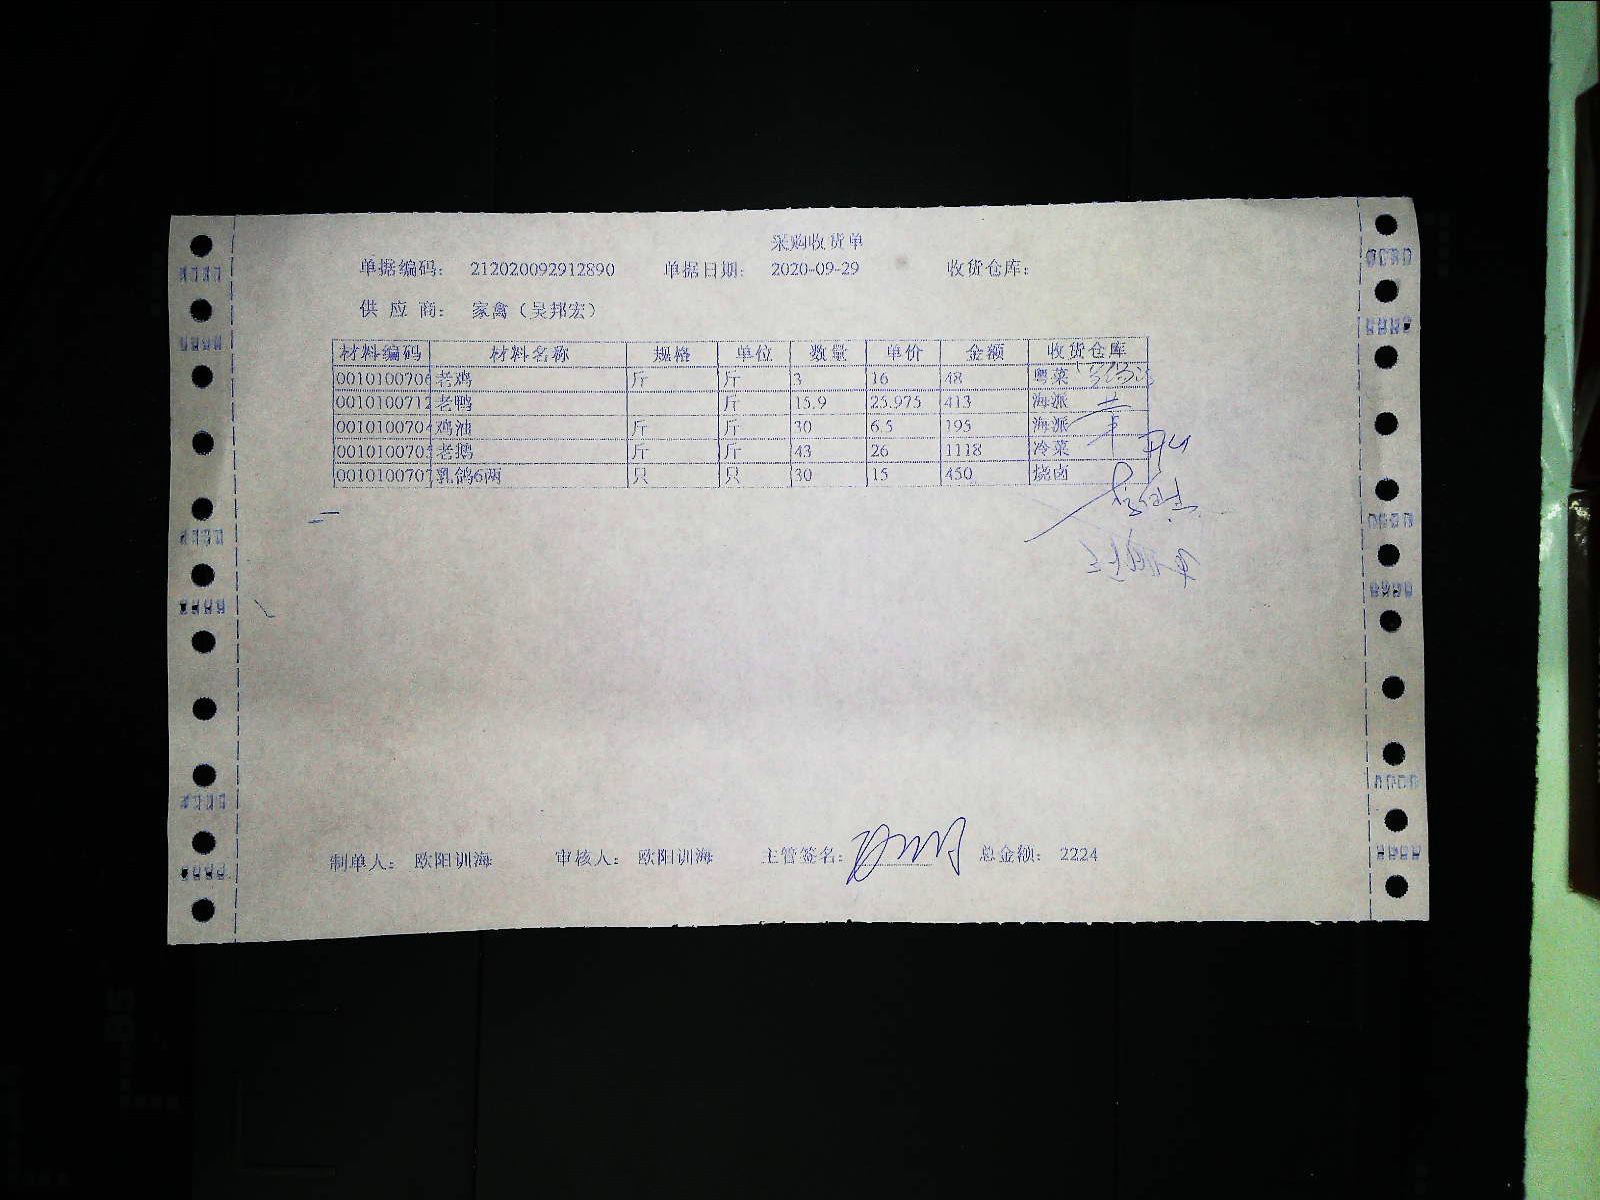 采购收货单
单据编码： 212020092912890 单据日期： 2020-09-29 收货仓库：
供 应 商： 家禽（吴邦宏）
材料编码 材料名称 规格 单位 数量 单价 金额 收货仓库
0010100706 老鸡 斤 斤 3 16 48 粤菜
0010100712 老鸭 斤 15.9 25.975 413 海派
001010070 鸡油 斤 斤 30 6.5 195 海派
001010070 老鹅 斤 斤 43 26 1118 冷菜
0010100707 乳鸽6两 只 只 30 15 450 烧卤
制单人： 欧阳训海 审核人： 欧阳训海 主管签名： 总金额： 2224